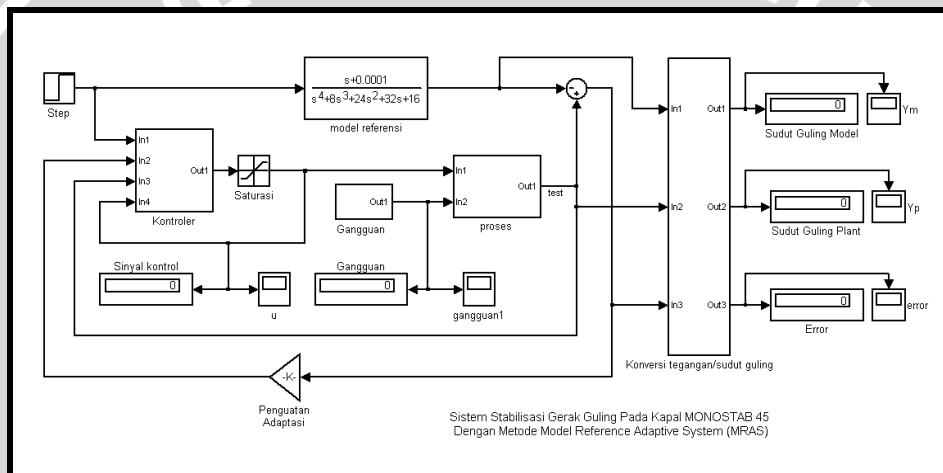 Step
s+0.0001
s4+8s3+24s2+32s+16
model referensi
-
+
In1
In2
In3
In4
Out1
Kontroler
Saturasi
Out1
Gangguan
In1
In2
Out1
proses
test
Sinyal kontrol
0
u
Gangguan
0
gangguan1
-K-
Penguatan
Adaptasi
In1
In2
In3
Out1
Out2
Out3
Konversi tegangan/sudut guling
0
Sudut Guling Model
Ym
0
Sudut Guling Plant
Yp
0
Error
error
Sistem Stabilisasi Gerak Guling Pada Kapal MONOSTAB 45
Dengan Metode Model Reference Adaptive System (MRAS)